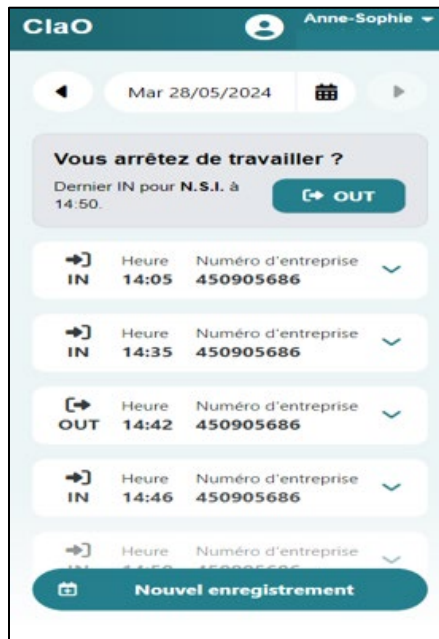 ClaO
Anne-Sophie
Mar 28/05/2024
Vous arrêtez de travailler ?
Dernier IN pour N.S.I. à
14:50.
OUT
Heure Numéro d'entreprise
IN 14:05 450905686
Heure Numéro d'entreprise
IN 14:35 450905686
Heure Numéro d'entreprise
OUT 14:42 450905686
Heure Numéro d'entreprise
IN 14:46 450905686
Heure Numéro d'entreprise
Nouvel enregistrement